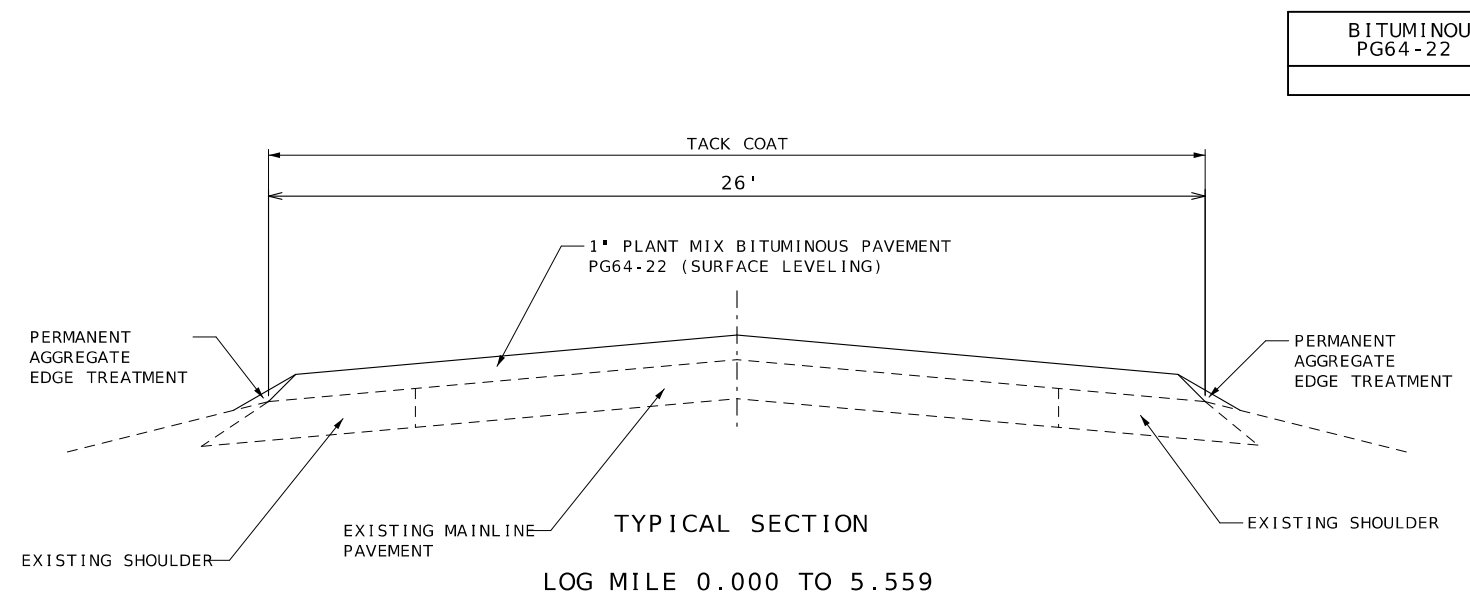 BITUMINOU
PG64-22
TACK COAT
26'
1" PLANT MIX BITUMINOUS PAVEMENT
PG64-22 (SURFACE LEVELING)
PERMANENT
AGGREGATE
EDGE TREATMENT
PERMANENT
AGGREGATE
EDGE TREATMENT
EXISTING SHOULDER
EXISTING MAINLINE
PAVEMENT
EXISTING SHOULDER
TYPICAL SECTION
LOG MILE 0.000 TO 5.559